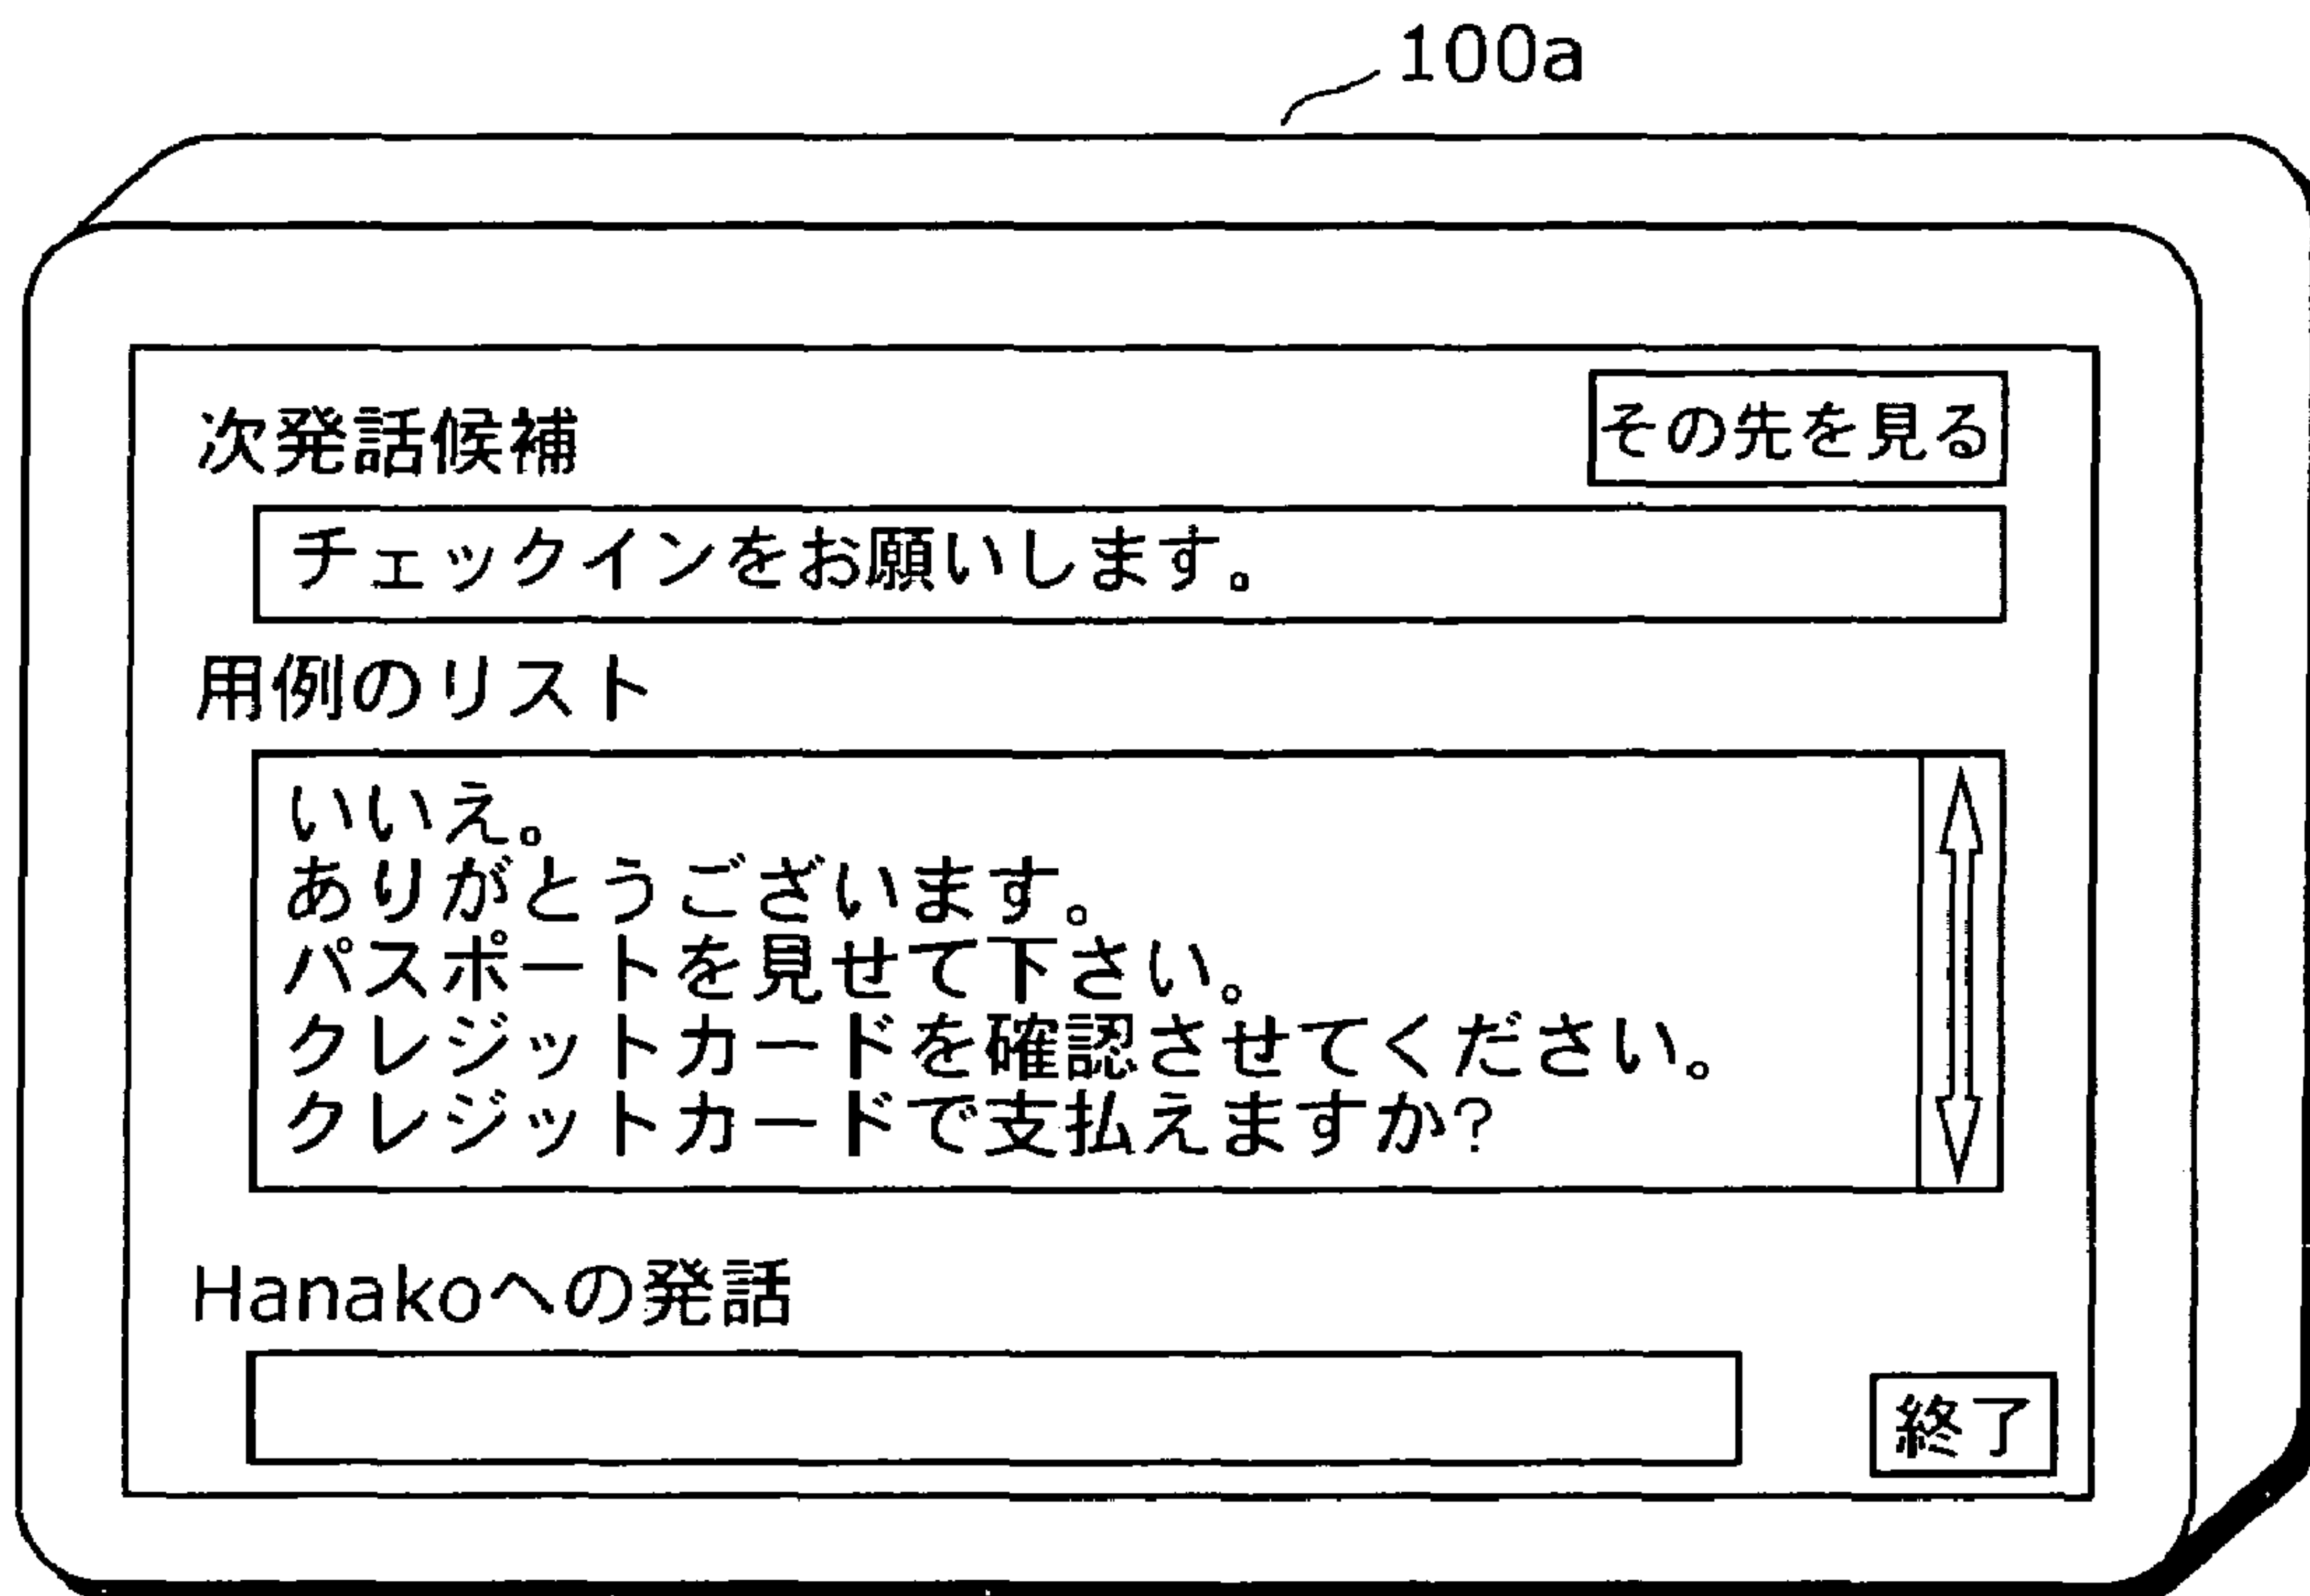 100a
次発話候補
その先を見る
チェックインをお願いします。
用例のリスト
いいえ。
ありがとうございます。
パスポートを見せて下さい。
クレジットカードを確認させてください。
クレジットカードで支払えますか?
Hanakoへの発話
終了